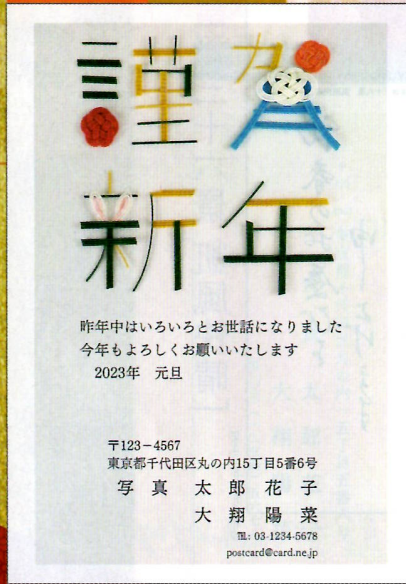 謹賀
新年
昨年中はいろいろとお世話になりました
今年もよろしくお願いいたします
2023年 元旦
〒123-4567
東京都千代田区丸の内15丁目5番6号
写真 太郎 花子
大翔 陽菜
℡: 03-1234-5678
postcard@card.ne.jp